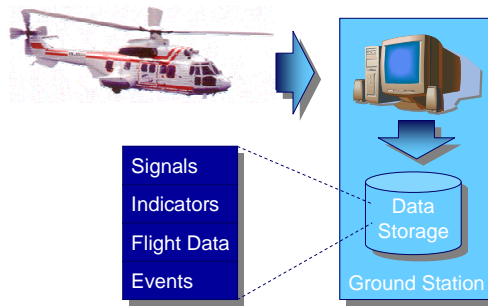 Signals
Indicators
Flight Data
Events
Data
Storage
Ground Station